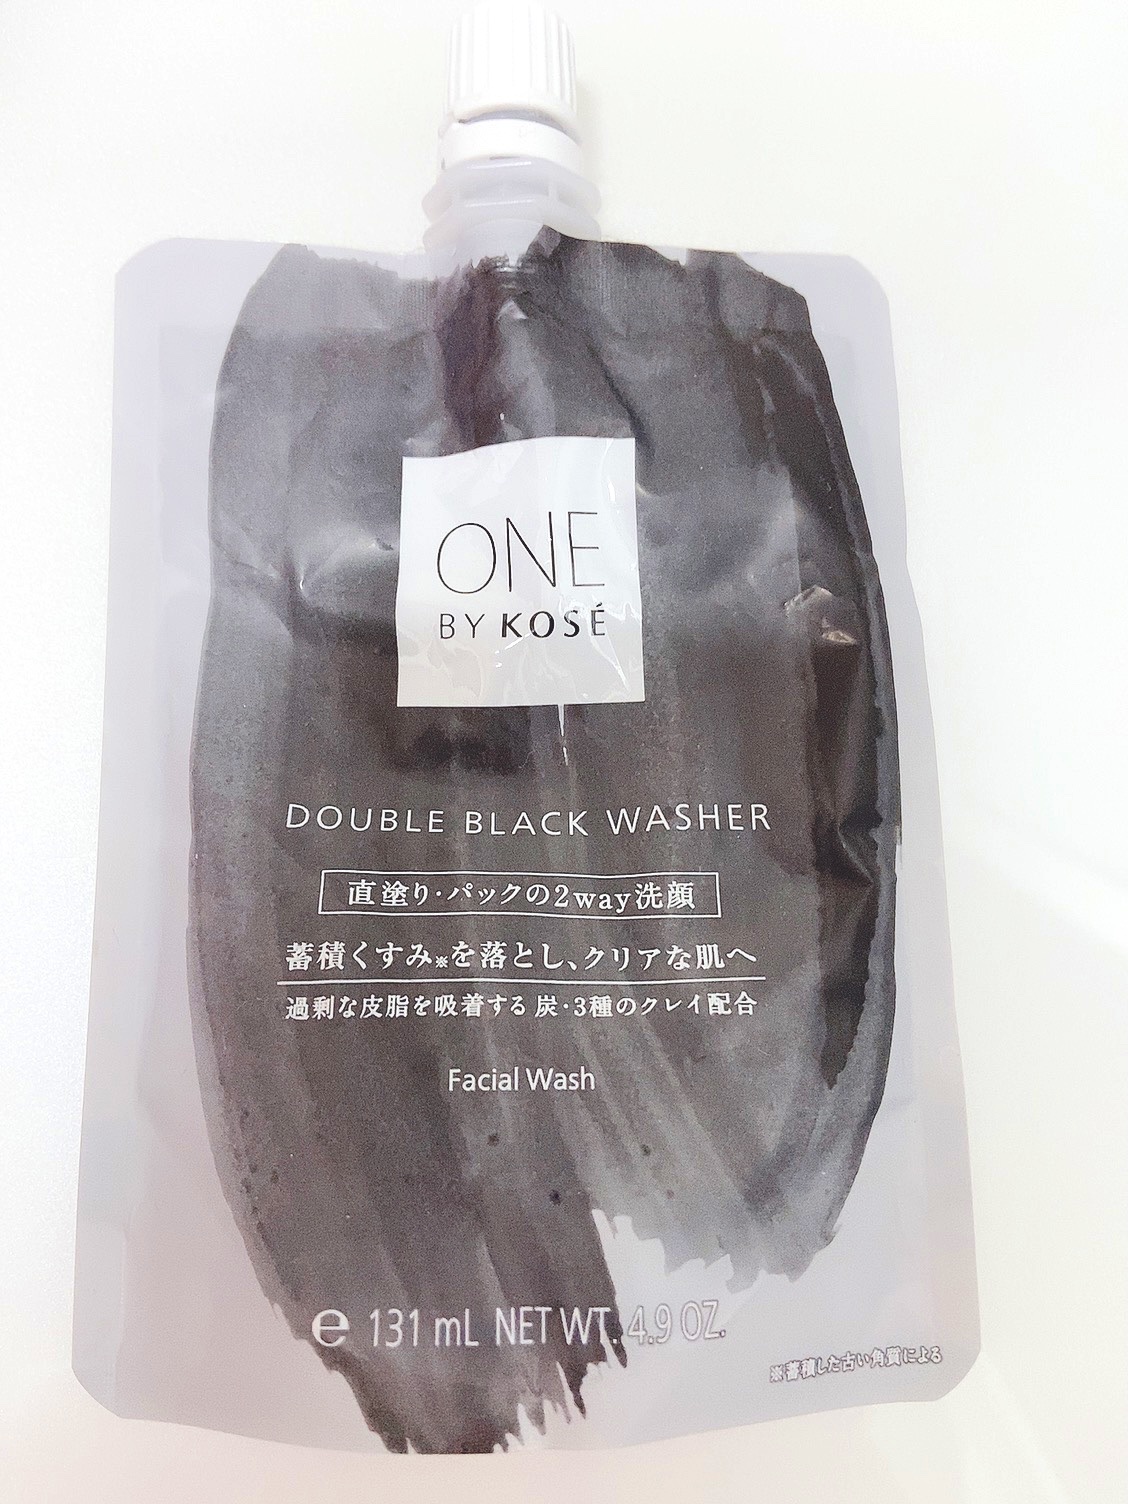 ONE
BY KOSÉ
DOUBLE BLACK WASHER
直塗り・パックの2way洗顔
蓄積くすみ※を落とし、クリアな肌へ
過剰な皮脂を吸着する 炭・3種のクレイ配合
Facial Wash
℮ 131 mL NET WT. 4.9 OZ.
※蓄積した古い角質による